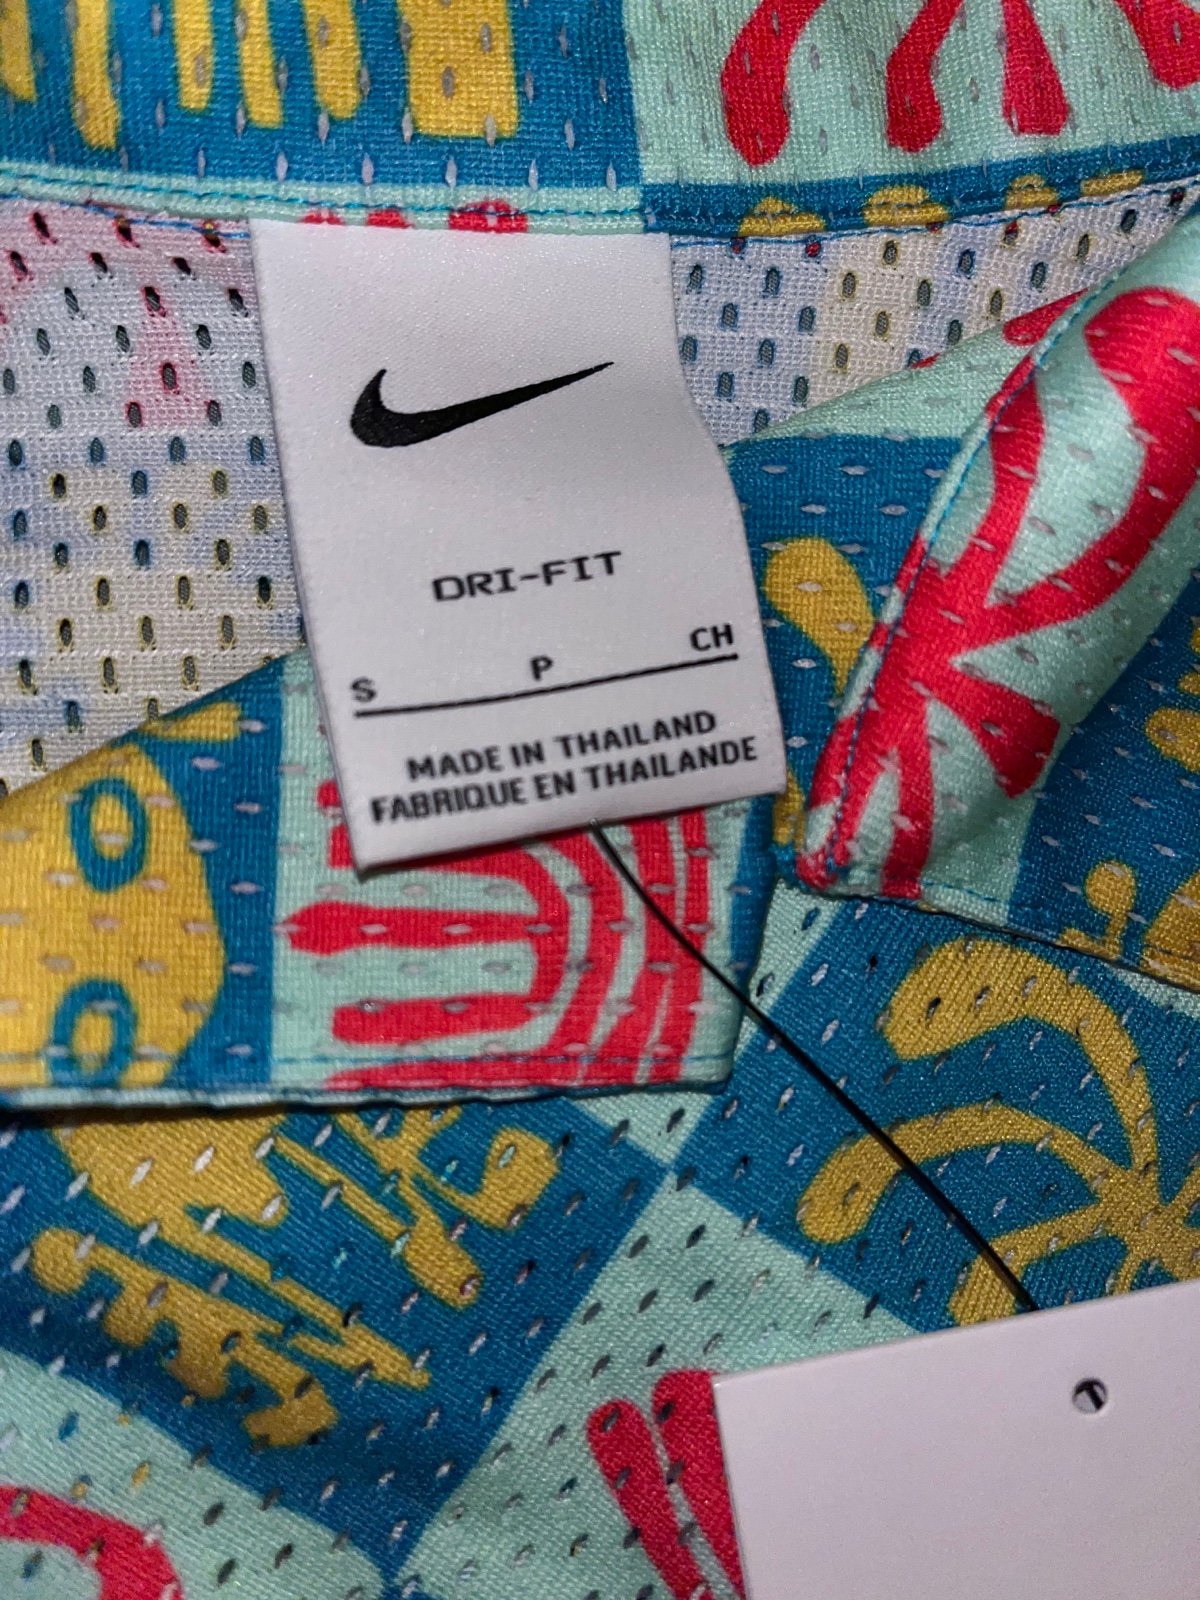 DRI-FIT
S P CH
MADE IN THAILAND
FABRIQUE EN THAILANDE